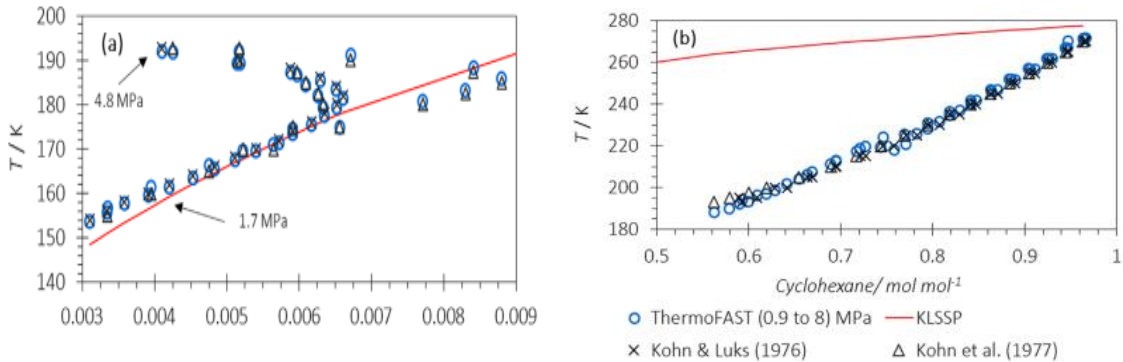 200
190
180
170
160
150
140
T / K
(a)
4.8 MPa
1.7 MPa
0.003 0.004 0.005 0.006 0.007 0.008 0.009
280
260
240
220
200
180
T / K
(b)
0.5 0.6 0.7 0.8 0.9 1
Cyclohexane/ mol mol-1
ThermoFAST (0.9 to 8) MPa KLSSP
Kohn & Luks (1976) Kohn et al. (1977)